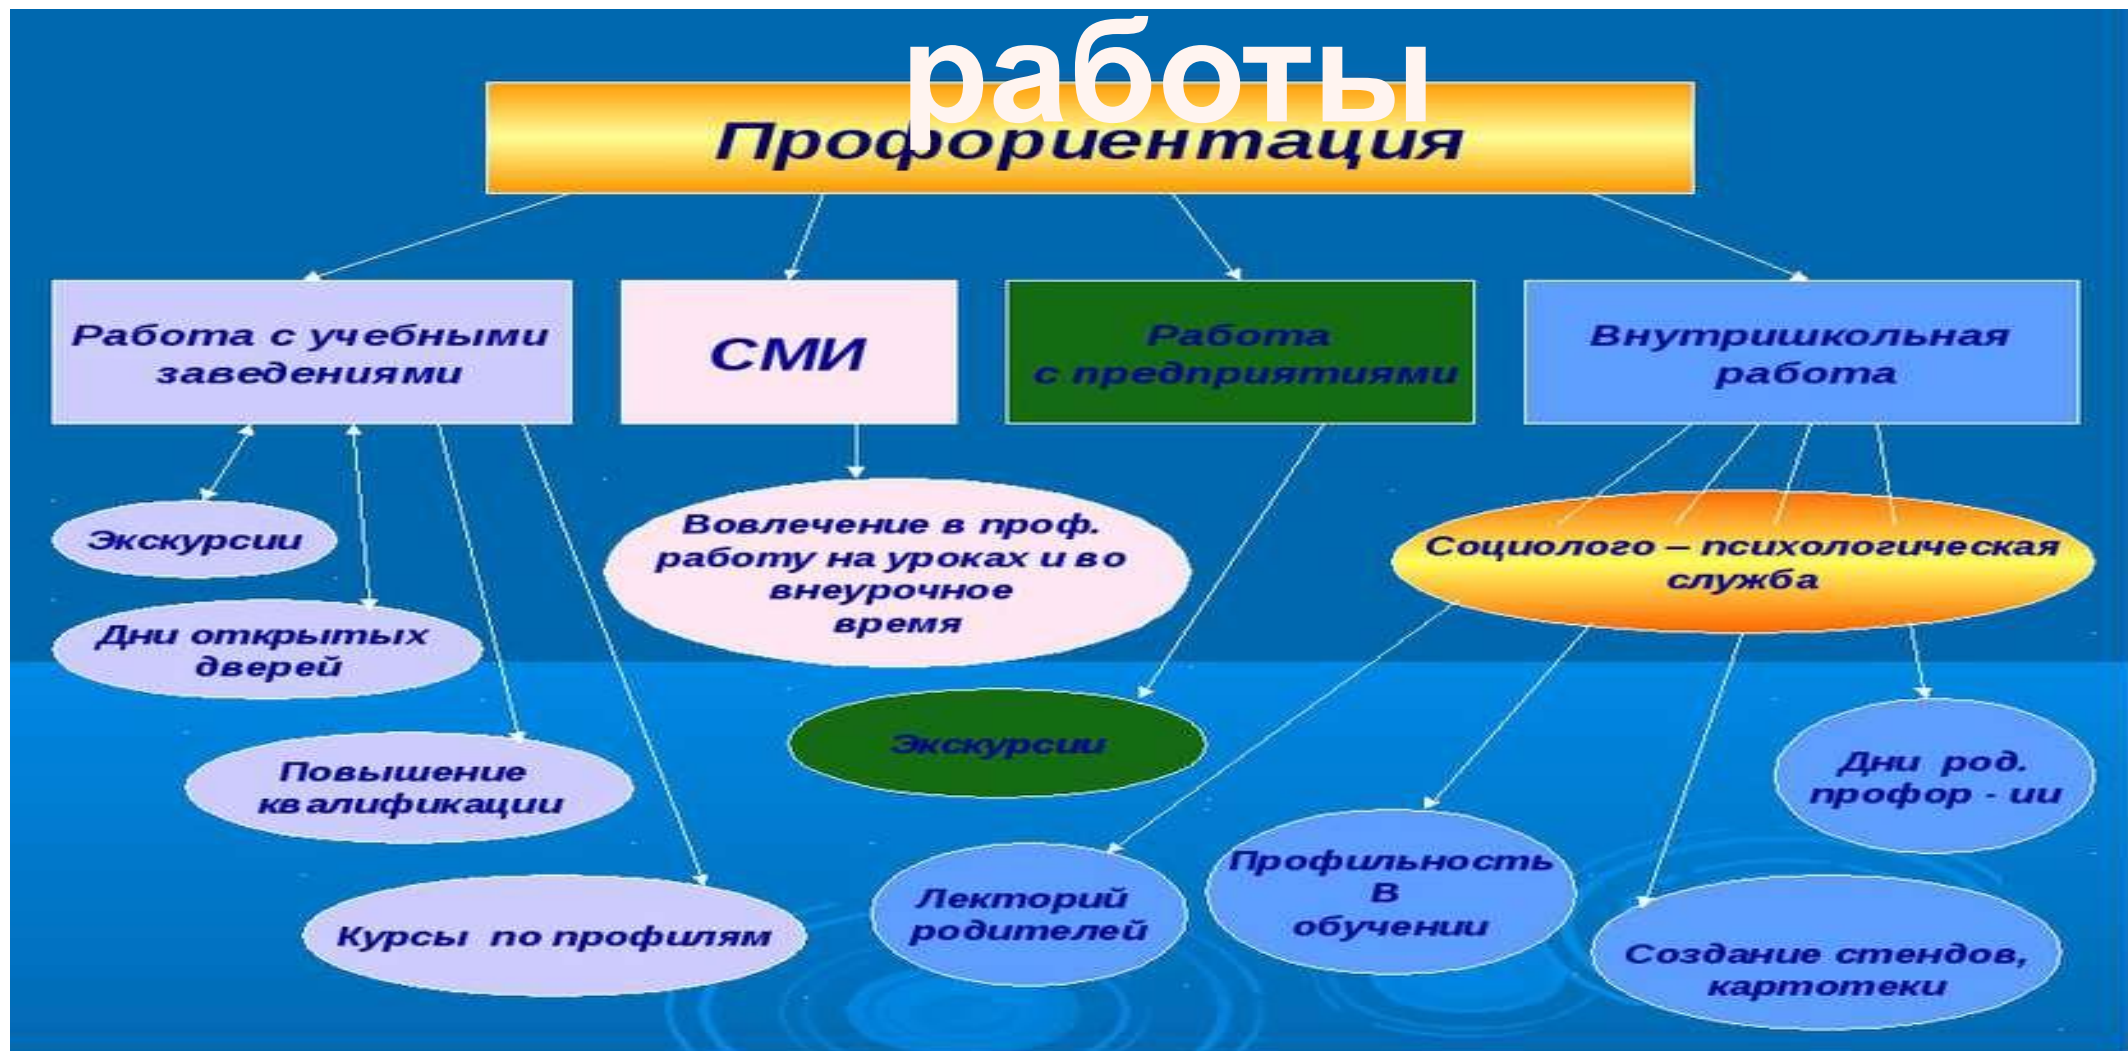 работы
Профориентация
Работа с учебными
заведениями
СМИ
Работа
с предприятиями
Внутришкольная
работа
Экскурсии
Дни открытых
дверей
Повышение
квалификации
Курсы по профилям
Вовлечение в проф.
работу на уроках и во
внеурочное
время
Экскурсии
Социолого – психологическая
служба
Лекторий
родителей
Профильность
В
обучении
Создание стендов,
картотеки
Дни род.
профор - ии